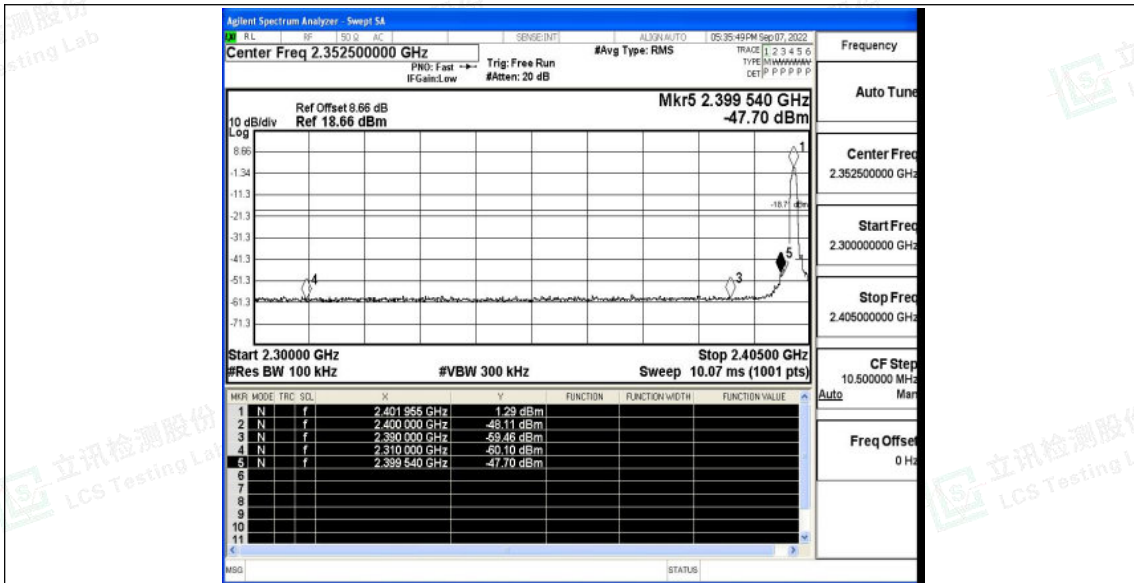 Agilent Spectrum Analyzer - Swept SA
RL RF 50 Ω AC SENSE:INT ALIGN AUTO 05:35:49 PM Sep 07, 2022
Center Freq 2.352500000 GHz
PNO: Fast
IFGain:Low
Trig: Free Run
#Atten: 20 dB
#Avg Type: RMS
TRACE 1 2 3 4 5 6
TYPE M
DET P P P P P P
Mkr5 2.399 540 GHz
-47.70 dBm
Ref Offset 8.66 dB
10 dB/div Ref 18.66 dBm
Log
8.66
-1.34
-11.3
-21.3
-31.3
-41.3
-51.3
-61.3
-71.3
1
-18.71 dBm
5
4
3
Start 2.30000 GHz Stop 2.40500 GHz
#Res BW 100 kHz #VBW 300 kHz Sweep 10.07 ms (1001 pts)
MKR MODE TRC SCL X Y FUNCTION FUNCTION WIDTH FUNCTION VALUE
1 N f 2.401 955 GHz 1.29 dBm
2 N f 2.400 000 GHz -48.11 dBm
3 N f 2.390 000 GHz -59.46 dBm
4 N f 2.310 000 GHz -60.10 dBm
5 N f 2.399 540 GHz -47.70 dBm
6
7
8
9
10
11
MSG STATUS
Frequency
Auto Tune
Center Freq
2.352500000 GHz
Start Freq
2.300000000 GHz
Stop Freq
2.405000000 GHz
CF Step
10.500000 MHz
Auto Man
Freq Offset
0 Hz
立讯检测股份
LCS Testing Lab
立讯检测股份
LCS Testing L